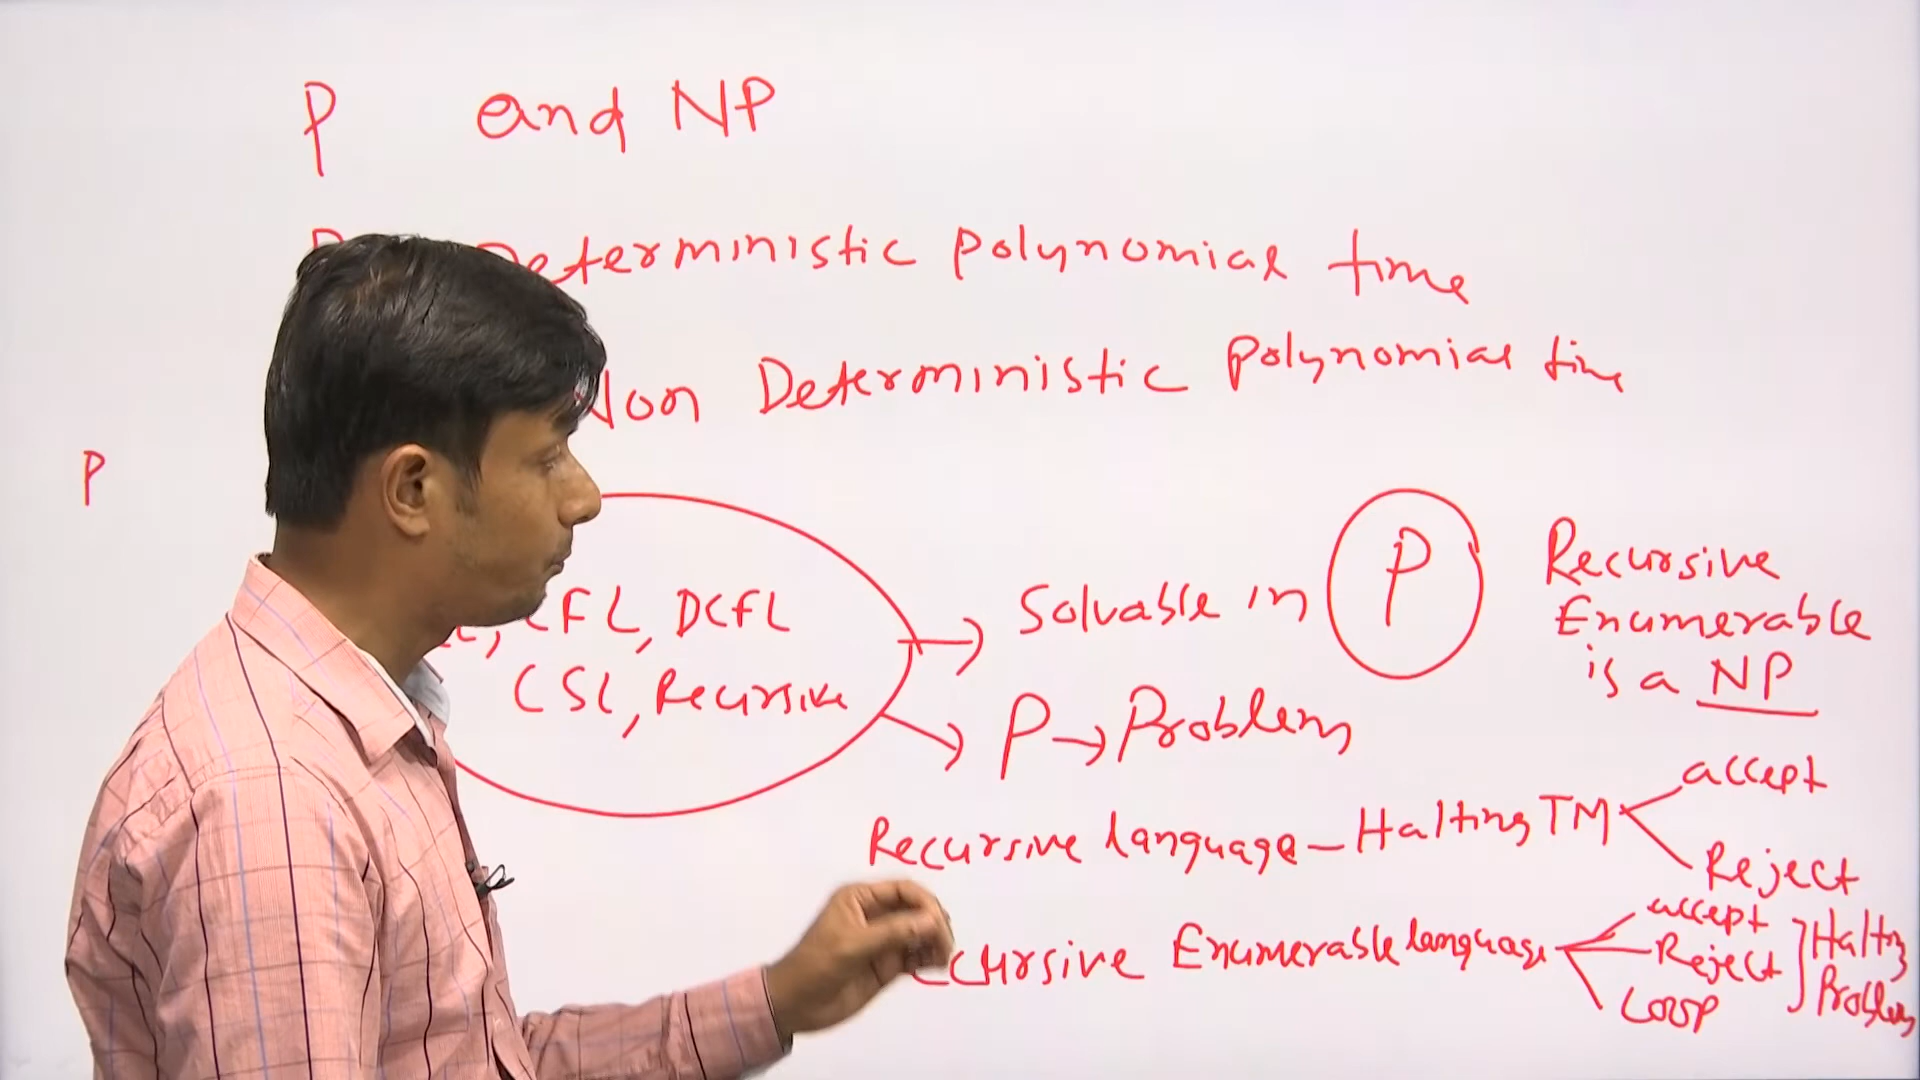 P and NP
Deterministic polynomial time
Non Deterministic polynomial time
P
CFL, DCFL
CSL, Recursive
Solvable in P
P → Problem
Recursive
Enumerable
is a NP
Recursive language - Halting TM
accept
Reject
Recursive Enumerable language
accept
Reject
Loop
Halting
Problem